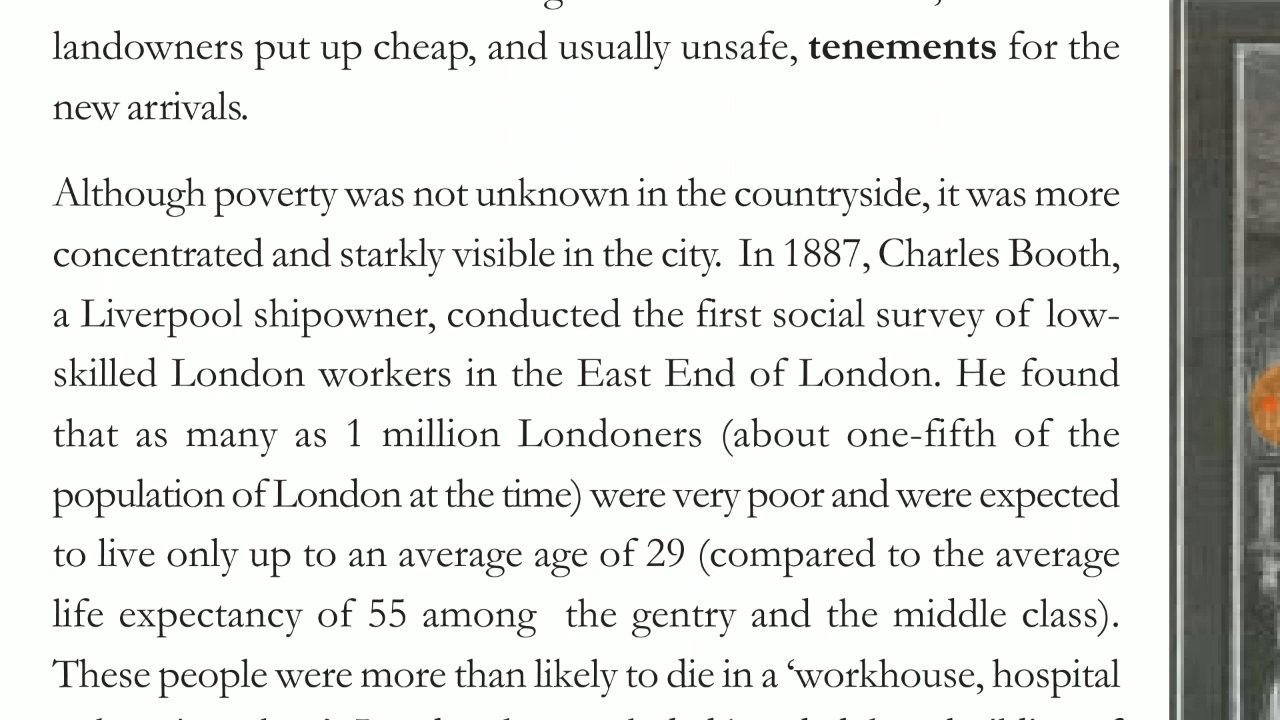 landowners put up cheap, and usually unsafe, tenements for the
new arrivals.
Although poverty was not unknown in the countryside, it was more
concentrated and starkly visible in the city. In 1887, Charles Booth,
a Liverpool shipowner, conducted the first social survey of low-
skilled London workers in the East End of London. He found
that as many as 1 million Londoners (about one-fifth of the
population of London at the time) were very poor and were expected
to live only up to an average age of 29 (compared to the average
life expectancy of 55 among the gentry and the middle class).
These people were more than likely to die in a ‘workhouse, hospital